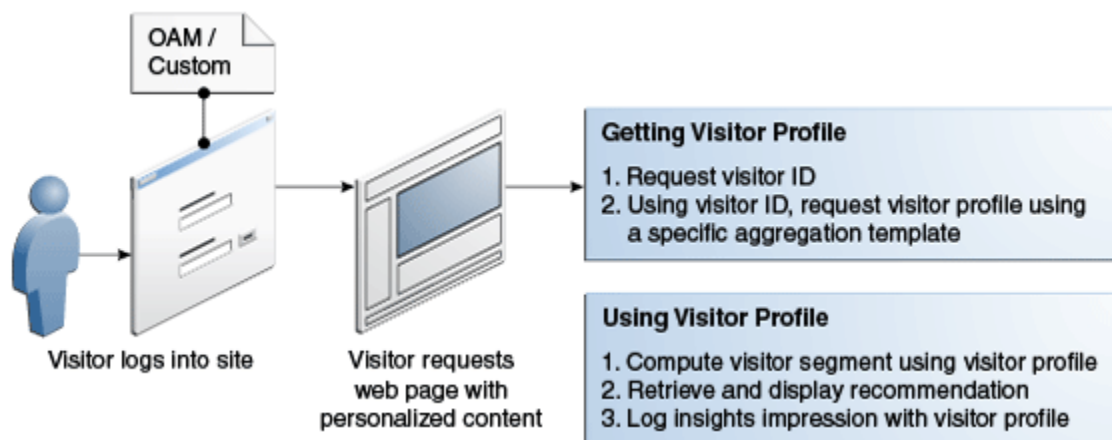 OAM /
Custom
Visitor logs into site
Visitor requests
web page with
personalized content
Getting Visitor Profile
1. Request visitor ID
2. Using visitor ID, request visitor profile using
a specific aggregation template
Using Visitor Profile
1. Compute visitor segment using visitor profile
2. Retrieve and display recommendation
3. Log insights impression with visitor profile